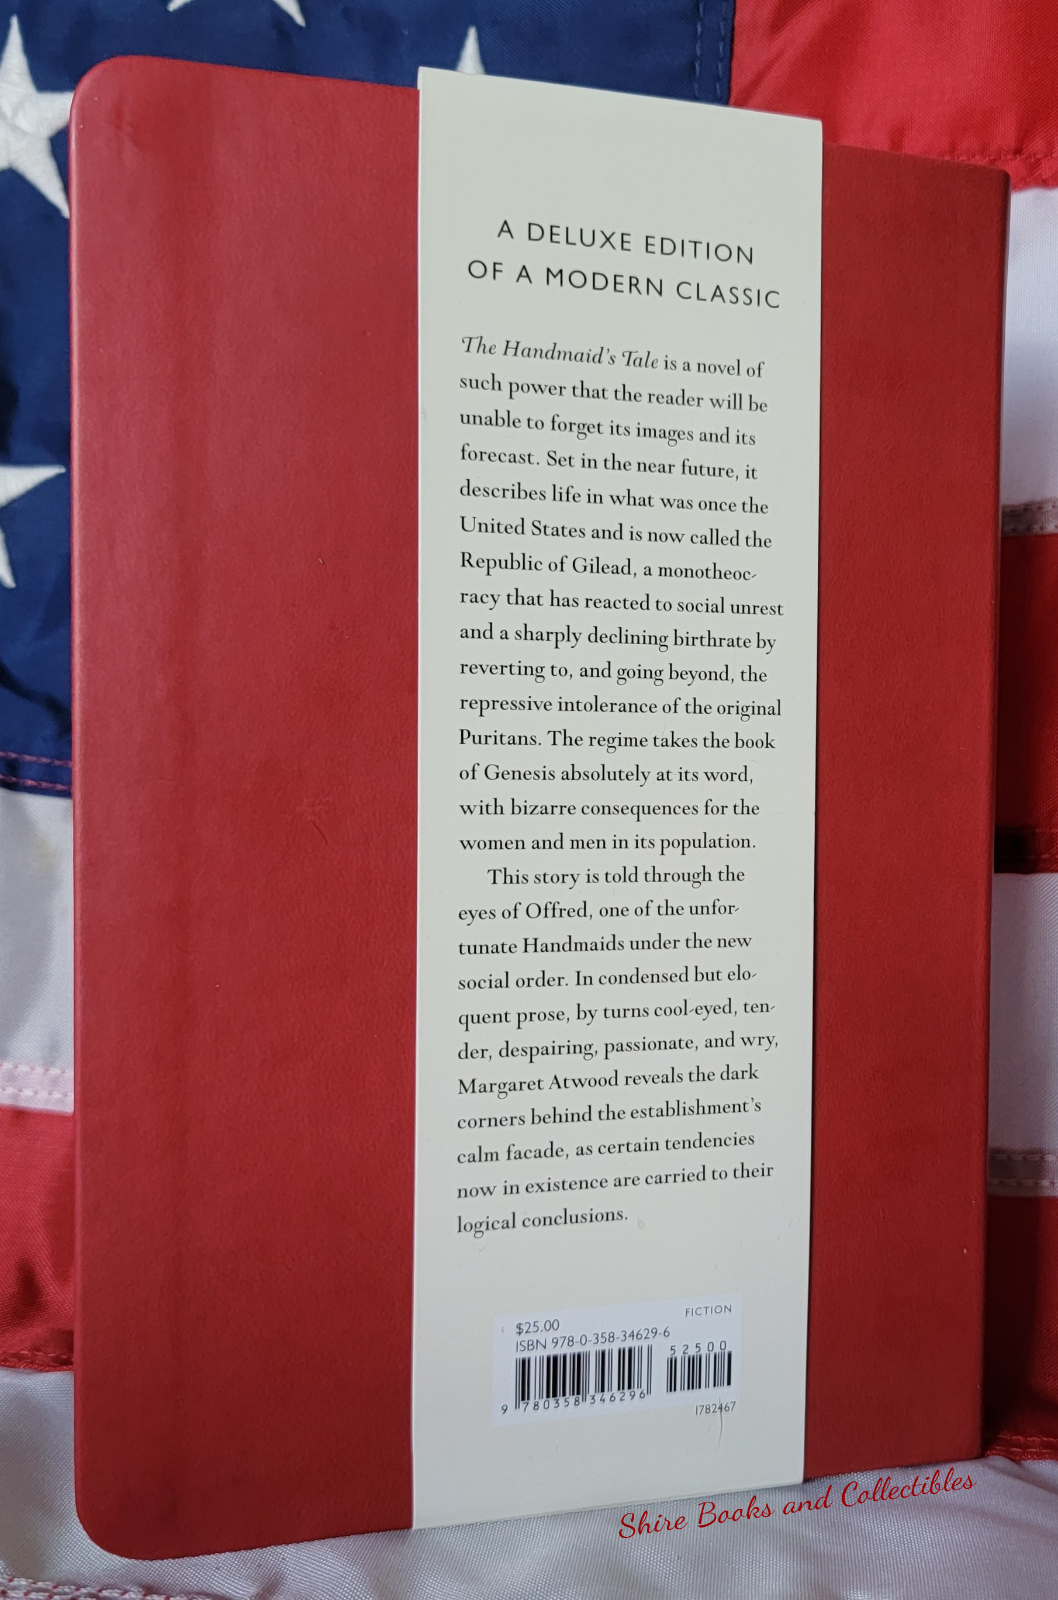 A DELUXE EDITION
OF A MODERN CLASSIC
The Handmaid's Tale is a novel of
such power that the reader will be
unable to forget its images and its
forecast. Set in the near future, it
describes life in what was once the
United States and is now called the
Republic of Gilead, a monotheoc-
racy that has reacted to social unrest
and a sharply declining birthrate by
reverting to, and going beyond, the
repressive intolerance of the original
Puritans. The regime takes the book
of Genesis absolutely at its word,
with bizarre consequences for the
women and men in its population.
This story is told through the
eyes of Offred, one of the unfor-
tunate Handmaids under the new
social order. In condensed but elo-
quent prose, by turns cool-eyed, ten-
der, despairing, passionate, and wry,
Margaret Atwood reveals the dark
corners behind the establishment's
calm facade, as certain tendencies
now in existence are carried to their
logical conclusions.
FICTION
$25.00
ISBN 978-0-358-34629-6
52500
9 780358 346296
1782467
Shire Books and Collectibles